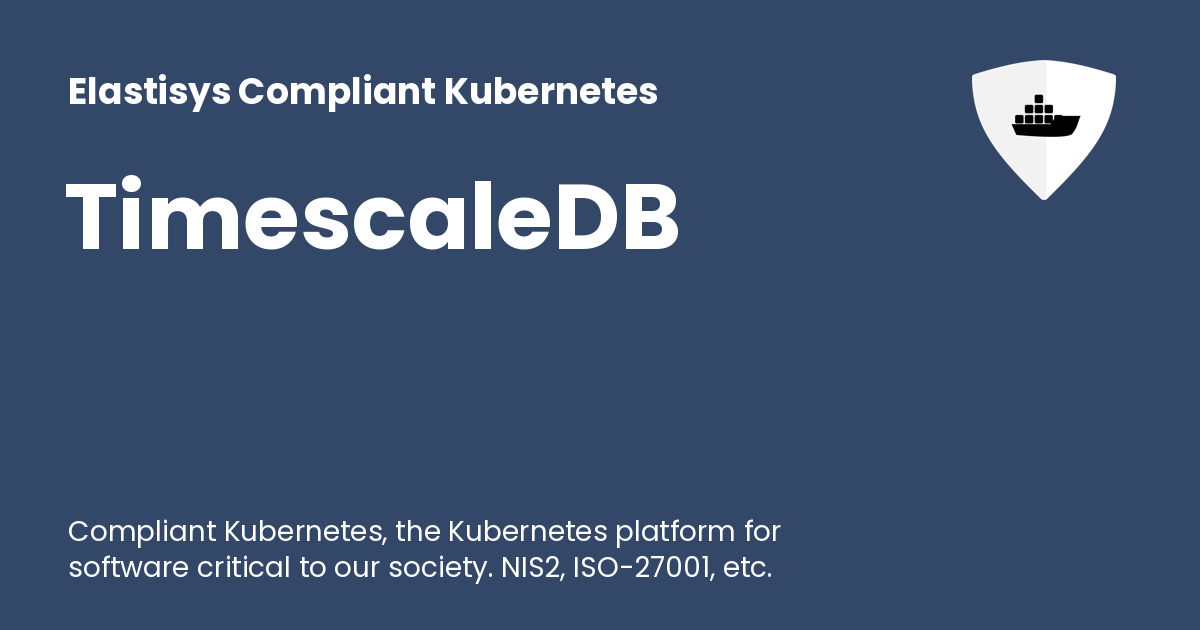 Elastisys Compliant Kubernetes
TimescaleDB
Compliant Kubernetes, the Kubernetes platform for
software critical to our society. NIS2, ISO-27001, etc.